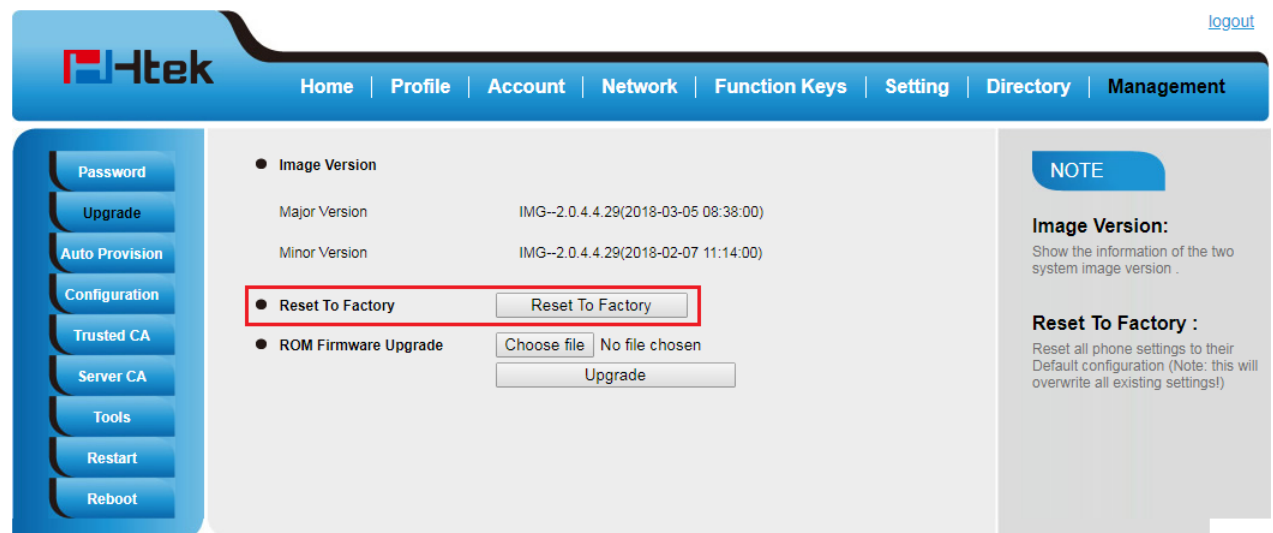 logout
Htek
Home | Profile | Account | Network | Function Keys | Setting | Directory | Management
Password
Upgrade
Auto Provision
Configuration
Trusted CA
Server CA
Tools
Restart
Reboot
Image Version
Major Version IMG--2.0.4.4.29(2018-03-05 08:38:00)
Minor Version IMG--2.0.4.4.29(2018-02-07 11:14:00)
Reset To Factory Reset To Factory
ROM Firmware Upgrade Choose file No file chosen
Upgrade
NOTE
Image Version:
Show the information of the two
system image version .
Reset To Factory :
Reset all phone settings to their
Default configuration (Note: this will
overwrite all existing settings!)